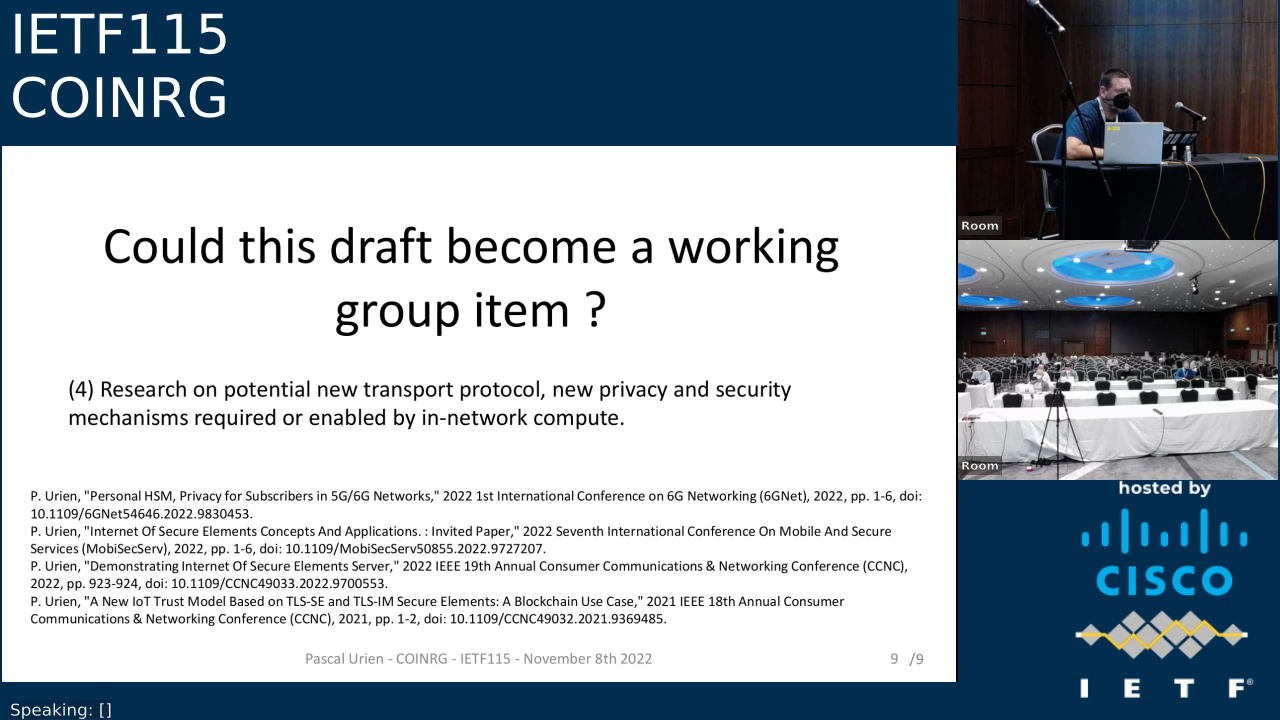 IETF115
COINRG
Could this draft become a working
group item ?
(4) Research on potential new transport protocol, new privacy and security
mechanisms required or enabled by in-network compute.
P. Urien, "Personal HSM, Privacy for Subscribers in 5G/6G Networks," 2022 1st International Conference on 6G Networking (6GNet), 2022, pp. 1-6, doi:
10.1109/6GNet54646.2022.9830453.
P. Urien, "Internet Of Secure Elements Concepts And Applications. : Invited Paper," 2022 Seventh International Conference On Mobile And Secure
Services (MobiSecServ), 2022, pp. 1-6, doi: 10.1109/MobiSecServ50855.2022.9727207.
P. Urien, "Demonstrating Internet Of Secure Elements Server," 2022 IEEE 19th Annual Consumer Communications & Networking Conference (CCNC),
2022, pp. 923-924, doi: 10.1109/CCNC49033.2022.9700553.
P. Urien, "A New IoT Trust Model Based on TLS-SE and TLS-IM Secure Elements: A Blockchain Use Case," 2021 IEEE 18th Annual Consumer
Communications & Networking Conference (CCNC), 2021, pp. 1-2, doi: 10.1109/CCNC49032.2021.9369485.
Pascal Urien - COINRG - IETF115 - November 8th 2022
9 /9
Room
Room
hosted by
CISCO
I E T F®
Speaking: []